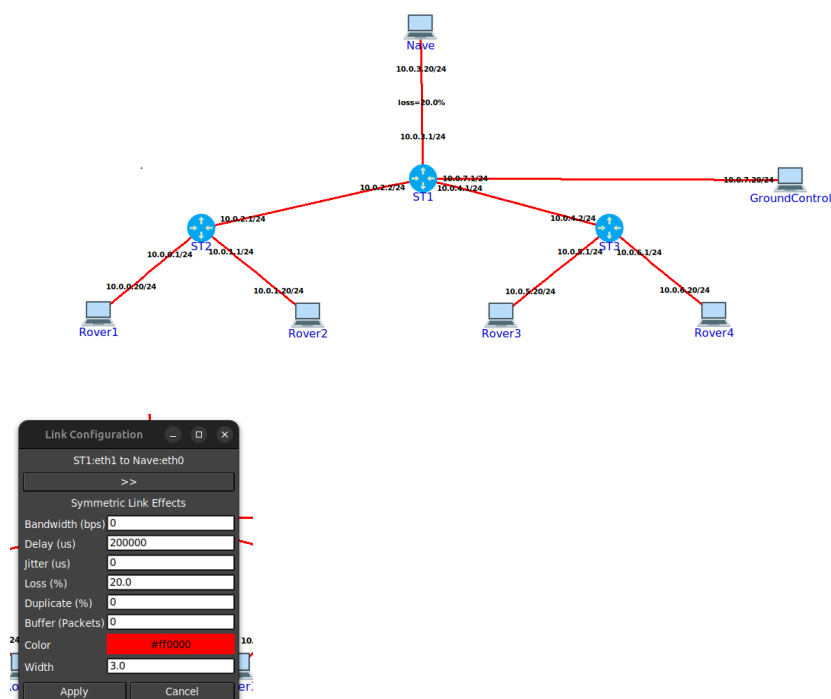 Nave
10.0.3.20/24
loss=20.0%
10.0.3.1/24
10.0.7.1/24
10.0.7.20/24
10.0.2.2/24
10.0.4.1/24
ST1
GroundControl
10.0.2.1/24
10.0.4.2/24
ST2
ST3
10.0.0.1/24
10.0.1.1/24
10.0.5.1/24
10.0.6.1/24
10.0.0.20/24
10.0.1.20/24
10.0.5.20/24
10.0.6.20/24
Rover1
Rover2
Rover3
Rover4
Link Configuration
ST1:eth1 to Nave:eth0
>>
Symmetric Link Effects
Bandwidth (bps) 0
Delay (us) 200000
Jitter (us) 0
Loss (%) 20.0
Duplicate (%) 0
Buffer (Packets) 0
Color #ff0000
Width 3.0
Apply Cancel